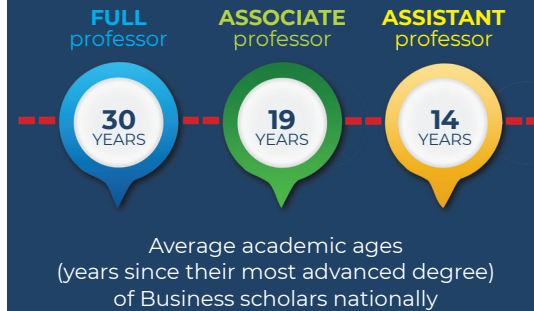 FULL
professor
ASSOCIATE
professor
ASSISTANT
professor
30
YEARS
19
YEARS
14
YEARS
Average academic ages
(years since their most advanced degree)
of Business scholars nationally